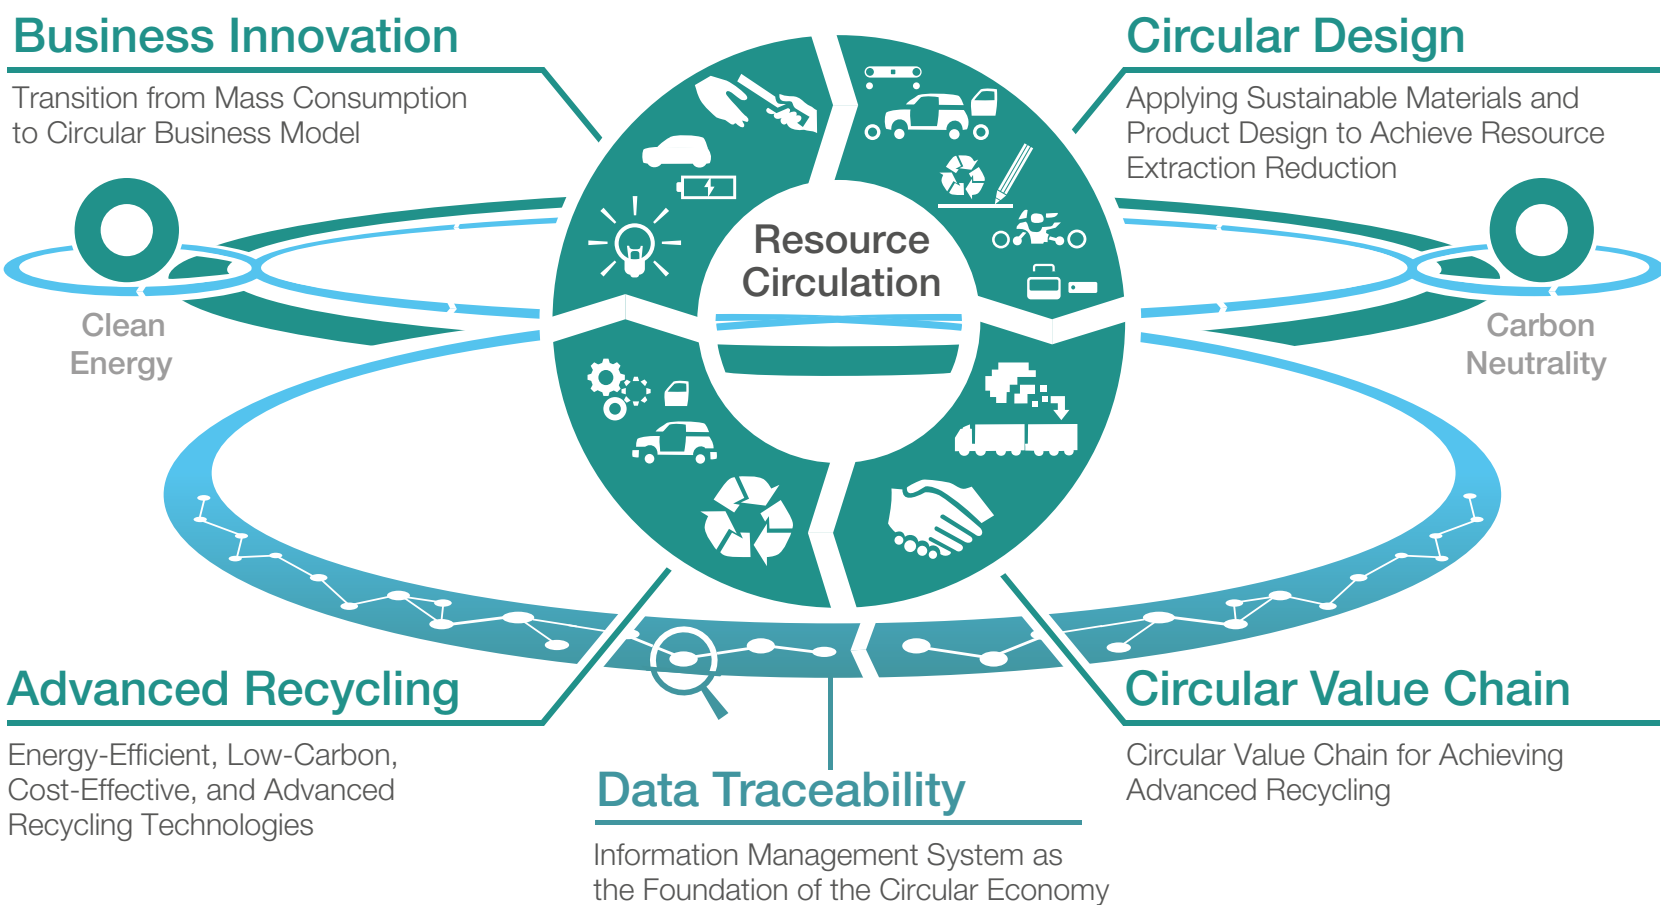 Business Innovation
Transition from Mass Consumption
to Circular Business Model
Circular Design
Applying Sustainable Materials and
Product Design to Achieve Resource
Extraction Reduction
Resource
Circulation
Clean
Energy
Carbon
Neutrality
Advanced Recycling
Energy-Efficient, Low-Carbon,
Cost-Effective, and Advanced
Recycling Technologies
Data Traceability
Information Management System as
the Foundation of the Circular Economy
Circular Value Chain
Circular Value Chain for Achieving
Advanced Recycling